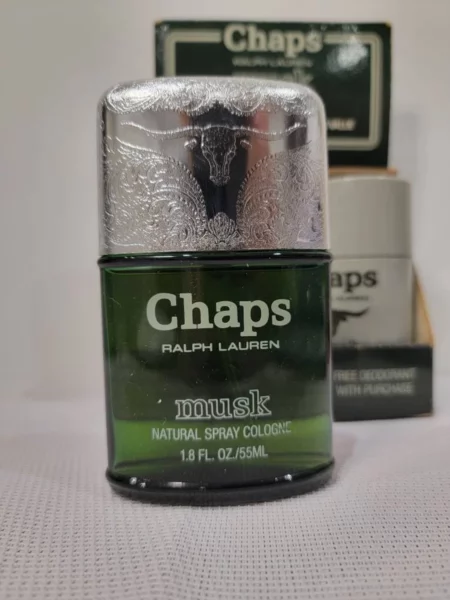 Chaps
RALPH LAUREN
Chaps
RALPH LAUREN
musk
NATURAL SPRAY COLOGNE
1.8 FL. OZ./55ML
aps
FREE DEODORANT
WITH PURCHASE